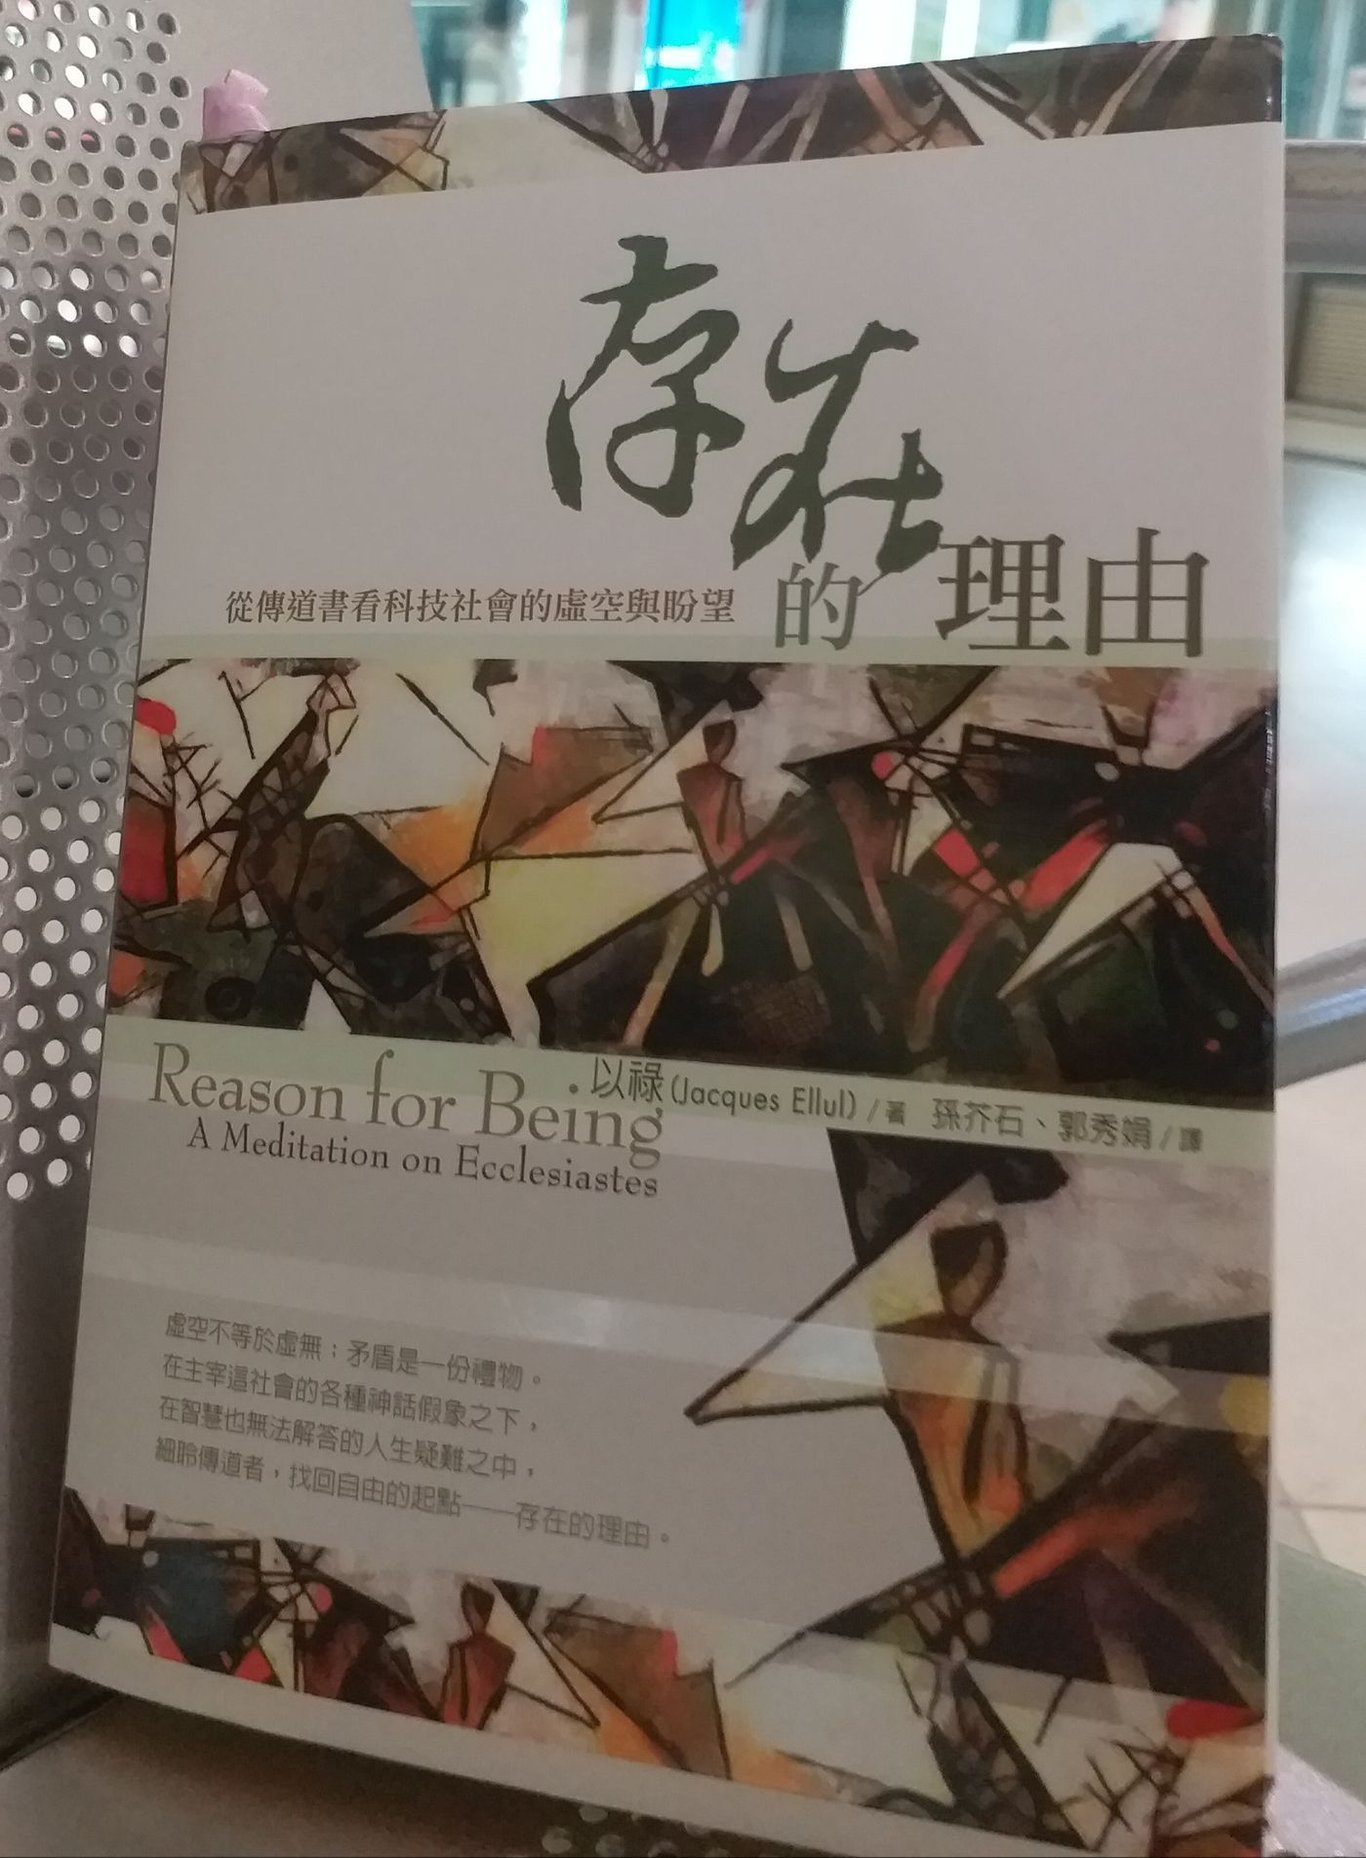 存在的理由
從傳道書看科技社會的虛空與盼望
Reason for Being
A Meditation on Ecclesiastes
‧以祿 (Jacques Ellul) / 著 孫芥石、郭秀娟 / 譯
虛空不等於虛無；矛盾是一份禮物。
在主宰這社會的各種神話假象之下，
在智慧也無法解答的人生疑難之中，
細聆傳道者，找回自由的起點——存在的理由。